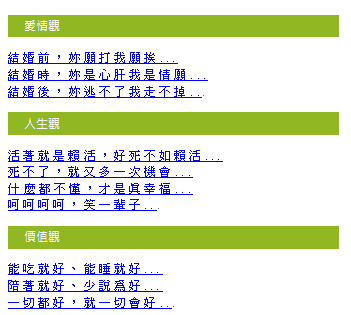 愛情觀
結婚前，妳願打我願挨...
結婚時，妳是心肝我是情願...
結婚後，妳逃不了我走不掉...
人生觀
活著就是賴活，好死不如賴活...
死不了，就又多一次機會...
什麼都不懂，才是真幸福...
呵呵呵呵，笑一輩子...
價值觀
能吃就好、能睡就好...
陪著就好、少說為好...
一切都好，就一切會好...